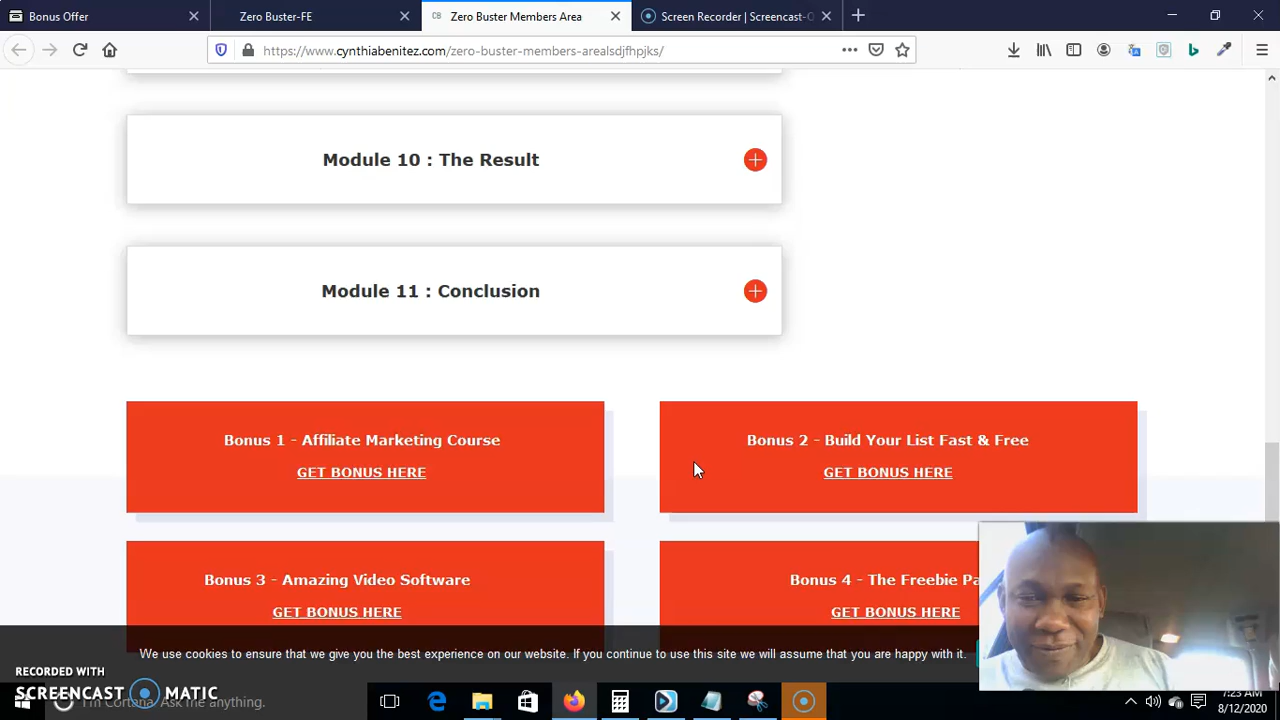 Bonus Offer
Zero Buster-FE
Zero Buster Members Area
Screen Recorder | Screencast-O
https://www.cynthiabenitez.com/zero-buster-members-arealsdjfhpjks/
Module 10 : The Result
Module 11 : Conclusion
Bonus 1 - Affiliate Marketing Course
GET BONUS HERE
Bonus 2 - Build Your List Fast & Free
GET BONUS HERE
Bonus 3 - Amazing Video Software
GET BONUS HERE
Bonus 4 - The Freebie Pa
GET BONUS HERE
We use cookies to ensure that we give you the best experience on our website. If you continue to use this site we will assume that you are happy with it.
RECORDED WITH
SCREENCAST MATIC
I'm Cortana. Ask me anything.
7:23 AM
8/12/2020